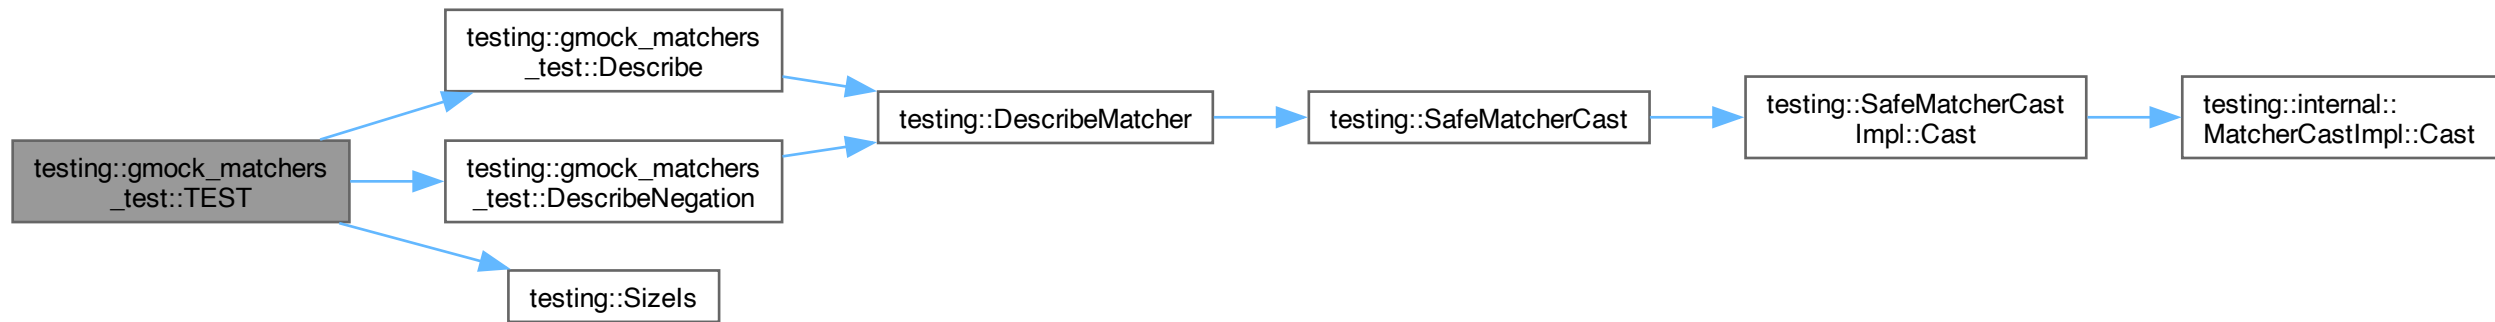 testing::gmock_matchers
_test::TEST
testing::gmock_matchers
_test::Describe
testing::gmock_matchers
_test::DescribeNegation
testing::SizeIs
testing::DescribeMatcher
testing::SafeMatcherCast
testing::SafeMatcherCast
Impl::Cast
testing::internal::
MatcherCastImpl::Cast